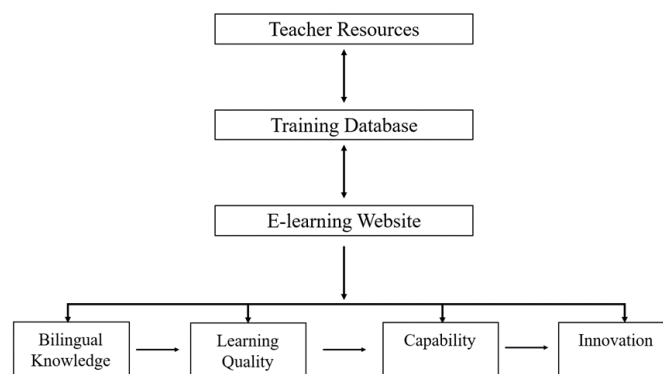 Teacher Resources
Training Database
E-learning Website
Bilingual
Knowledge
Learning
Quality
Capability
Innovation